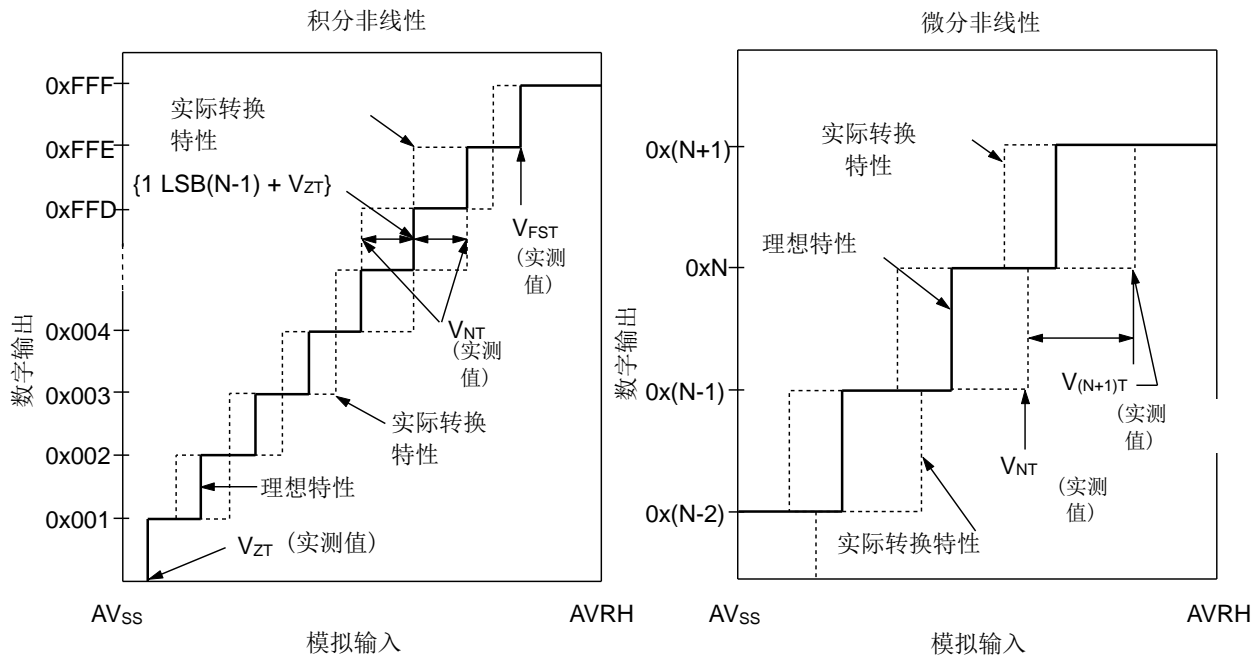 积分非线性
0xFFF
0xFFE
0xFFD
0x004
0x003
0x002
0x001
数字输出
实际转换
特性
{1 LSB(N-1) + VZT}
VFST
(实测
值)
VNT
(实测
值)
实际转换
特性
理想特性
VZT (实测值)
AVSS
AVRH
模拟输入
微分非线性
0x(N+1)
0xN
0x(N-1)
0x(N-2)
数字输出
实际转换
特性
理想特性
V(N+1)T
(实测
值)
VNT
(实测
值)
实际转换特性
AVSS
AVRH
模拟输入